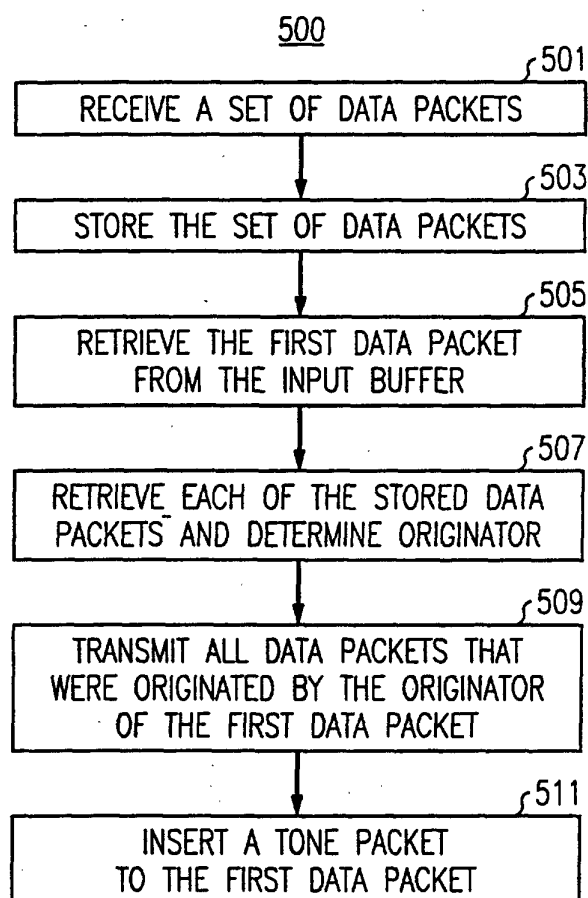 500
501
RECEIVE A SET OF DATA PACKETS
503
STORE THE SET OF DATA PACKETS
505
RETRIEVE THE FIRST DATA PACKET
FROM THE INPUT BUFFER
507
RETRIEVE EACH OF THE STORED DATA
PACKETS AND DETERMINE ORIGINATOR
509
TRANSMIT ALL DATA PACKETS THAT
WERE ORIGINATED BY THE ORIGINATOR
OF THE FIRST DATA PACKET
511
INSERT A TONE PACKET
TO THE FIRST DATA PACKET